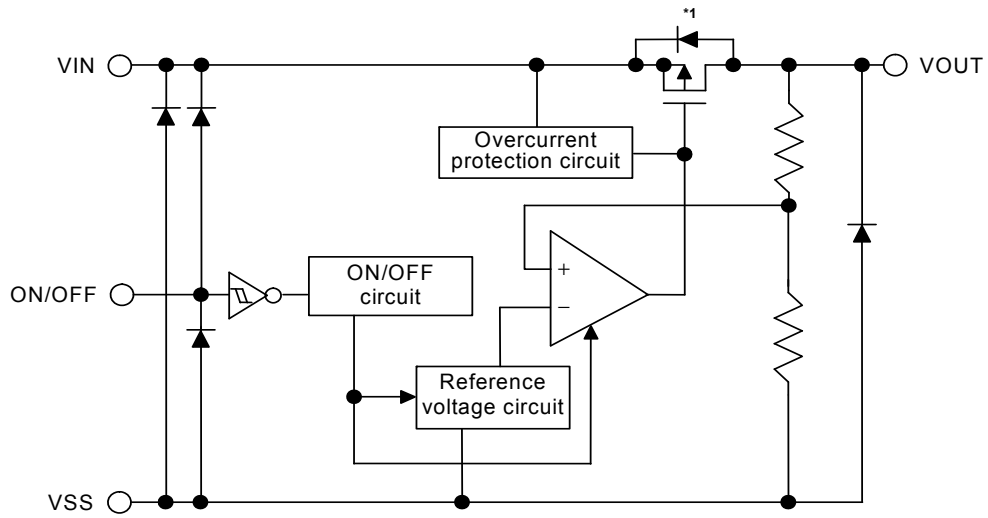 *1
VIN
VOUT
Overcurrent
protection circuit
+
−
ON/OFF
ON/OFF
circuit
Reference
voltage circuit
VSS